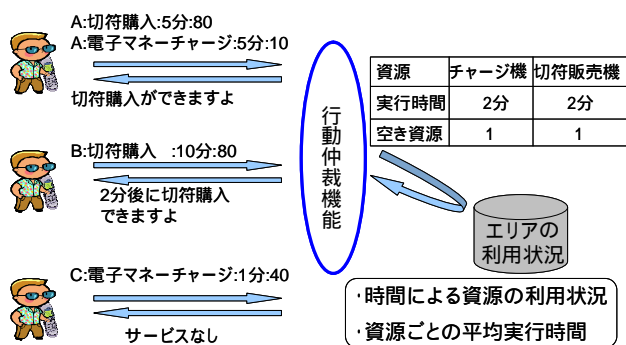 A:切符購入:5分:80
A:電子マネーチャージ:5分:10
切符購入ができますよ
B:切符購入 :10分:80
2分後に切符購入
できますよ
C:電子マネーチャージ:1分:40
サービスなし
行動仲裁機能
資源 チャージ機 切符販売機
実行時間 2分 2分
空き資源 1 1
エリアの
利用状況
・時間による資源の利用状況
・資源ごとの平均実行時間